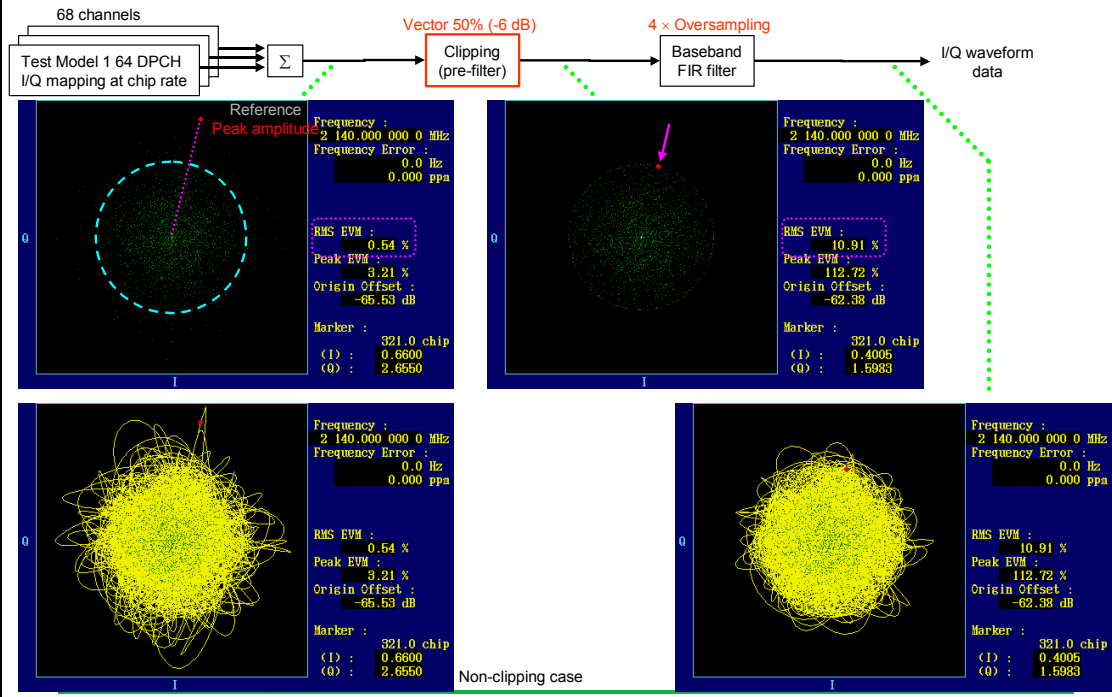 68 channels
Test Model 1 64 DPCH
I/Q mapping at chip rate
Σ
Vector 50% (-6 dB)
Clipping
(pre-filter)
4 × Oversampling
Baseband
FIR filter
I/Q waveform
data
Reference
Peak amplitude
Q
I
Frequency :
2 140.000 000 0 MHz
Frequency Error :
0.0 Hz
0.000 ppm
RMS EVM :
0.54 %
Peak EVM :
3.21 %
Origin Offset :
-65.53 dB
Marker :
321.0 chip
(I) : 0.6600
(Q) : 2.6550
Q
I
Frequency :
2 140.000 000 0 MHz
Frequency Error :
0.0 Hz
0.000 ppm
RMS EVM :
10.91 %
Peak EVM :
112.72 %
Origin Offset :
-62.38 dB
Marker :
321.0 chip
(I) : 0.4005
(Q) : 1.5983
Q
I
Frequency :
2 140.000 000 0 MHz
Frequency Error :
0.0 Hz
0.000 ppm
RMS EVM :
0.54 %
Peak EVM :
3.21 %
Origin Offset :
-65.53 dB
Marker :
321.0 chip
(I) : 0.6600
(Q) : 2.6550
Non-clipping case
Q
I
Frequency :
2 140.000 000 0 MHz
Frequency Error :
0.0 Hz
0.000 ppm
RMS EVM :
10.91 %
Peak EVM :
112.72 %
Origin Offset :
-62.38 dB
Marker :
321.0 chip
(I) : 0.4005
(Q) : 1.5983